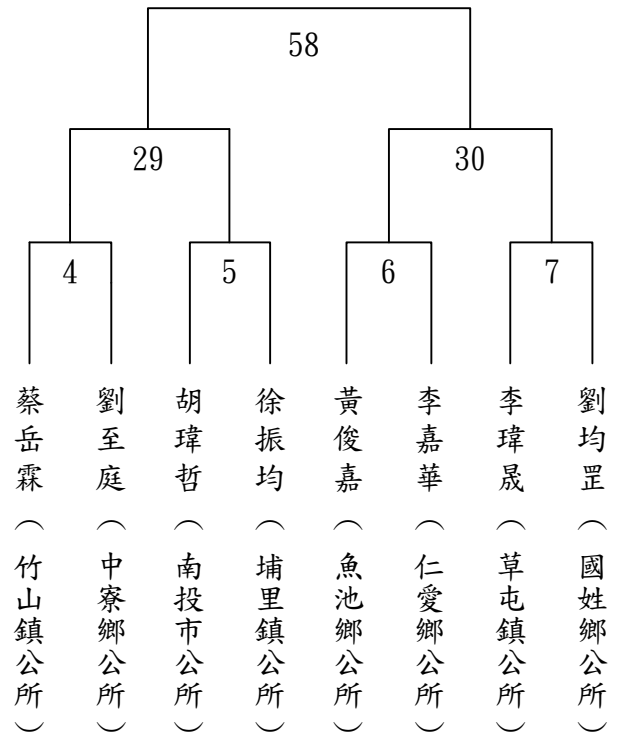 58
29
30
4
5
6
7
蔡岳霖（竹山鎮公所）
劉至庭（中寮鄉公所）
胡瑋哲（南投市公所）
徐振均（埔里鎮公所）
黃俊嘉（魚池鄉公所）
李嘉華（仁愛鄉公所）
李瑋晟（草屯鎮公所）
劉均罡（國姓鄉公所）